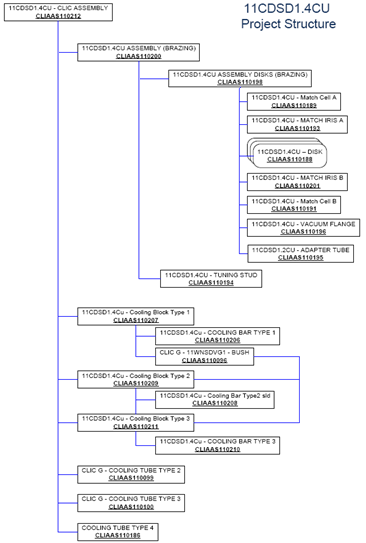 11CDSD1.4CU
Project Structure
11CDSD1.4CU - CLIC ASSEMBLY
CLIAAS110212
11CDSD1.4CU ASSEMBLY (BRAZING)
CLIAAS110200
11CDSD1.4CU ASSEMBLY DISKS (BRAZING)
CLIAAS110198
11CDSD1.4CU - Match Cell A
CLIAAS110189
11CDSD1.4CU - MATCH IRIS A
CLIAAS110193
11CDSD1.4CU – DISK
CLIAAS110188
11CDSD1.4CU - MATCH IRIS B
CLIAAS110201
11CDSD1.4CU - Match Cell B
CLIAAS110191
11CDSD1.4CU - VACUUM FLANGE
CLIAAS110196
11CDSD1.2CU - ADAPTER TUBE
CLIAAS110195
11CDSD1.4Cu - TUNING STUD
CLIAAS110194
11CDSD1.4Cu - Cooling Block Type 1
CLIAAS110207
11CDSD1.4Cu - COOLING BAR TYPE 1
CLIAAS110206
CLIC G - 11WNSDVG1 - BUSH
CLIAAS110096
11CDSD1.4Cu - Cooling Block Type 2
CLIAAS110209
11CDSD1.4Cu - Cooling Bar Type2 sld
CLIAAS110208
11CDSD1.4Cu - Cooling Block Type 3
CLIAAS110211
11CDSD1.4Cu - COOLING BAR TYPE 3
CLIAAS110210
CLIC G - COOLING TUBE TYPE 2
CLIAAS110099
CLIC G - COOLING TUBE TYPE 3
CLIAAS110100
COOLING TUBE TYPE 4
CLIAAS110186